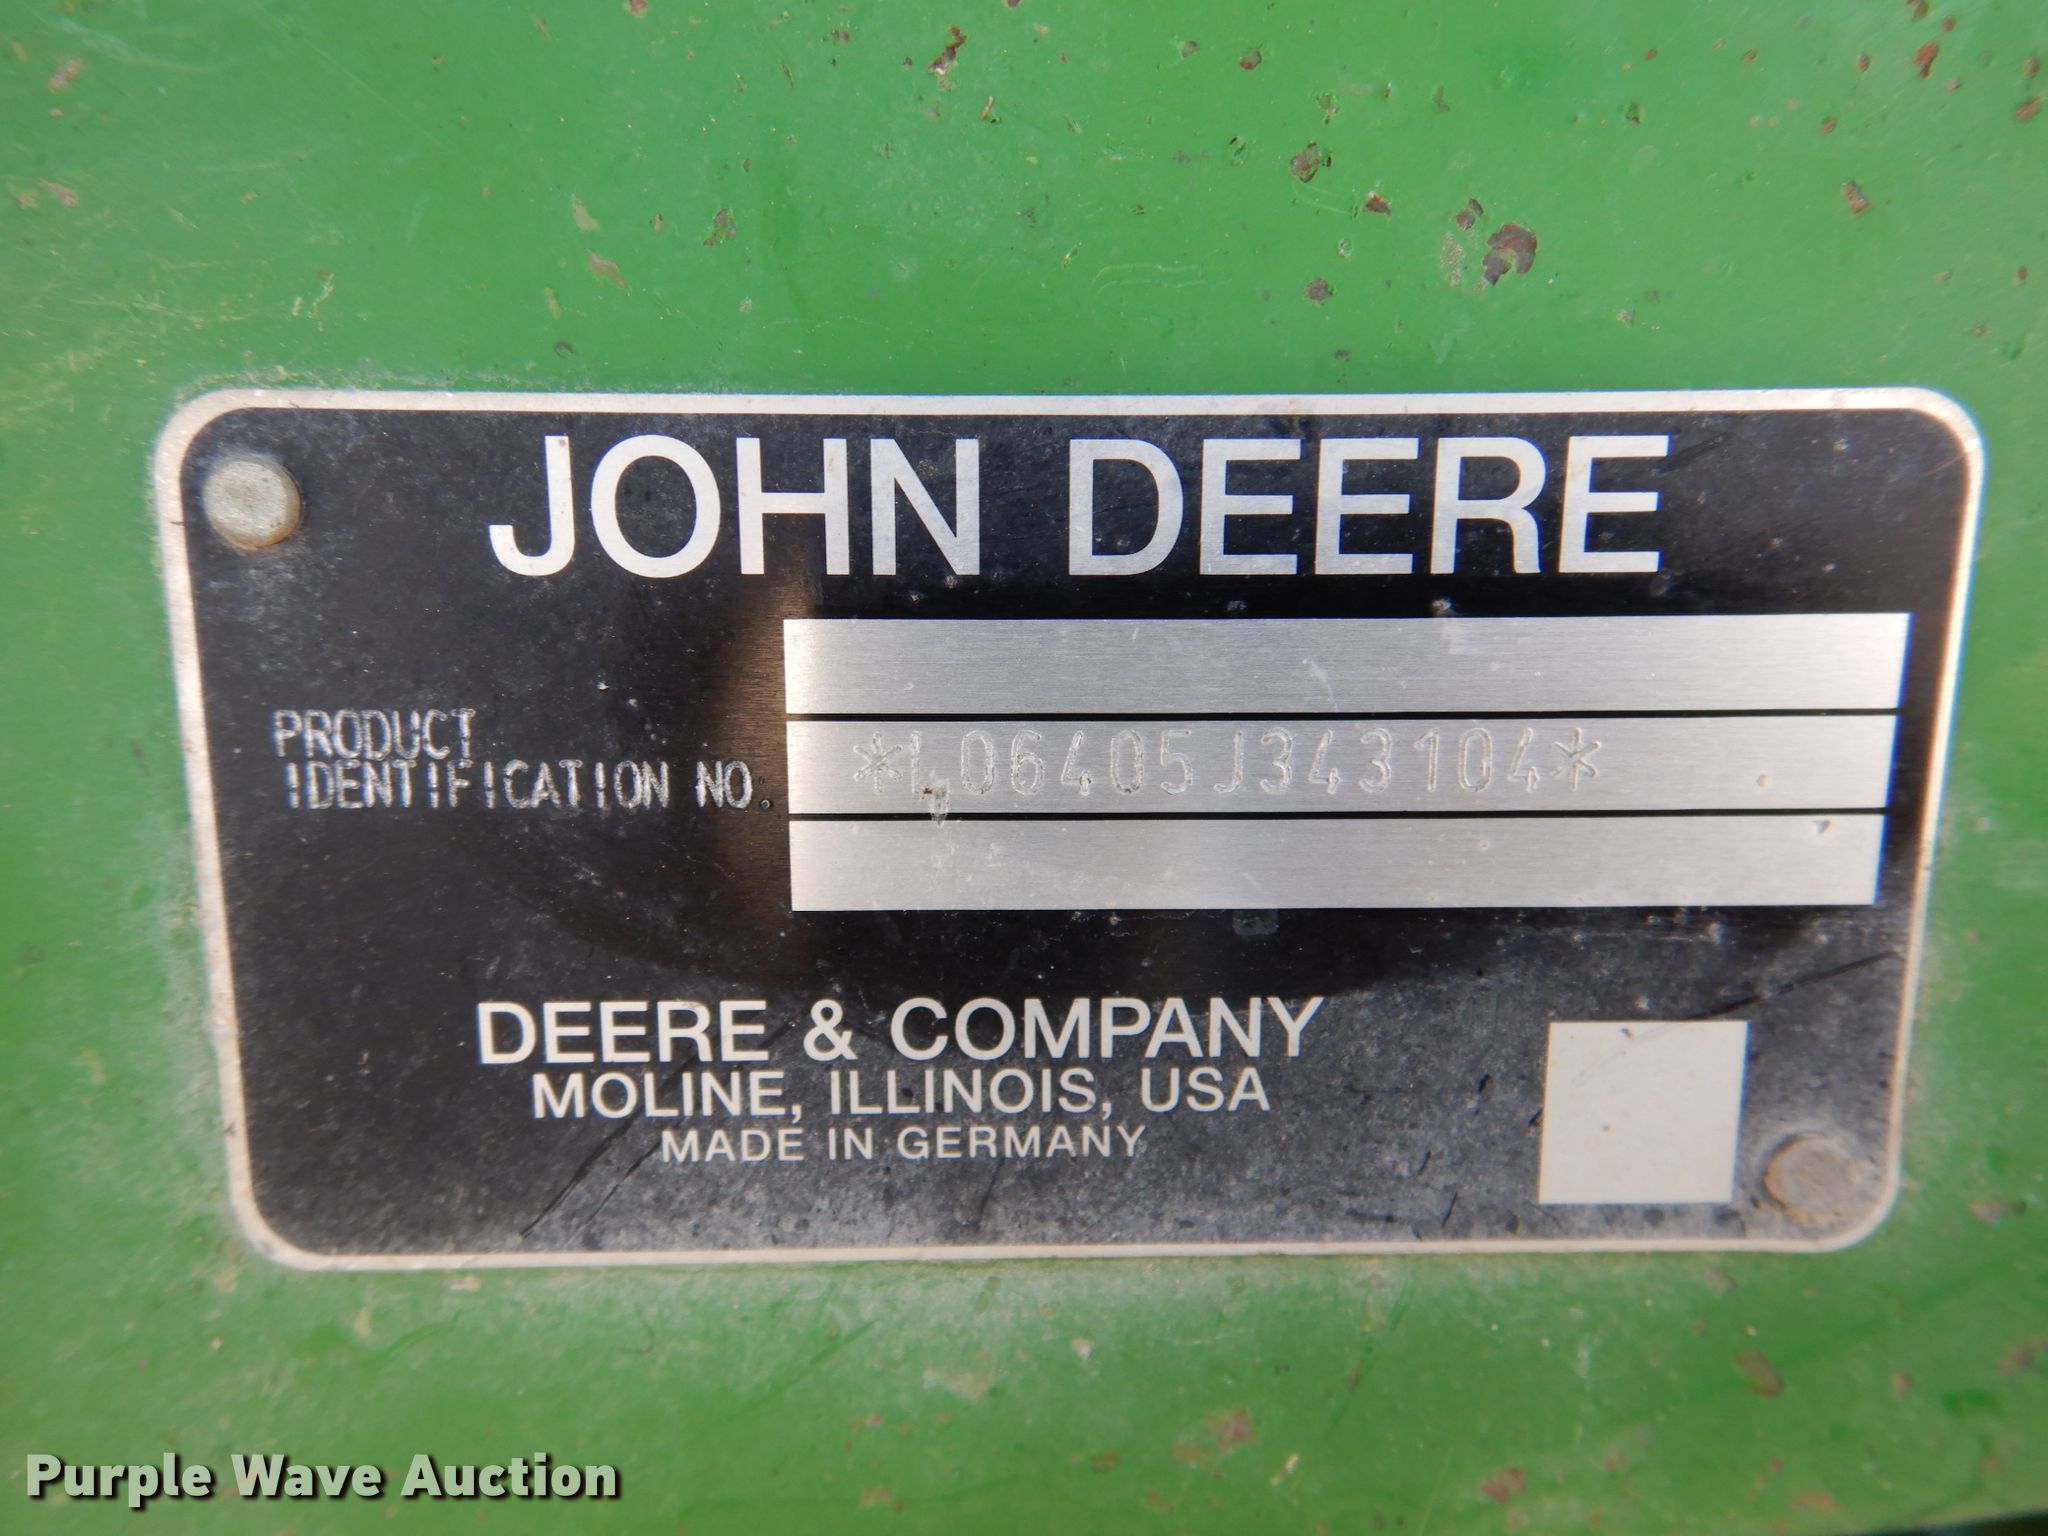 JOHN DEERE
PRODUCT
IDENTIFICATION NO.
*L06405J343104*
DEERE & COMPANY
MOLINE, ILLINOIS, USA
MADE IN GERMANY
Purple Wave Auction